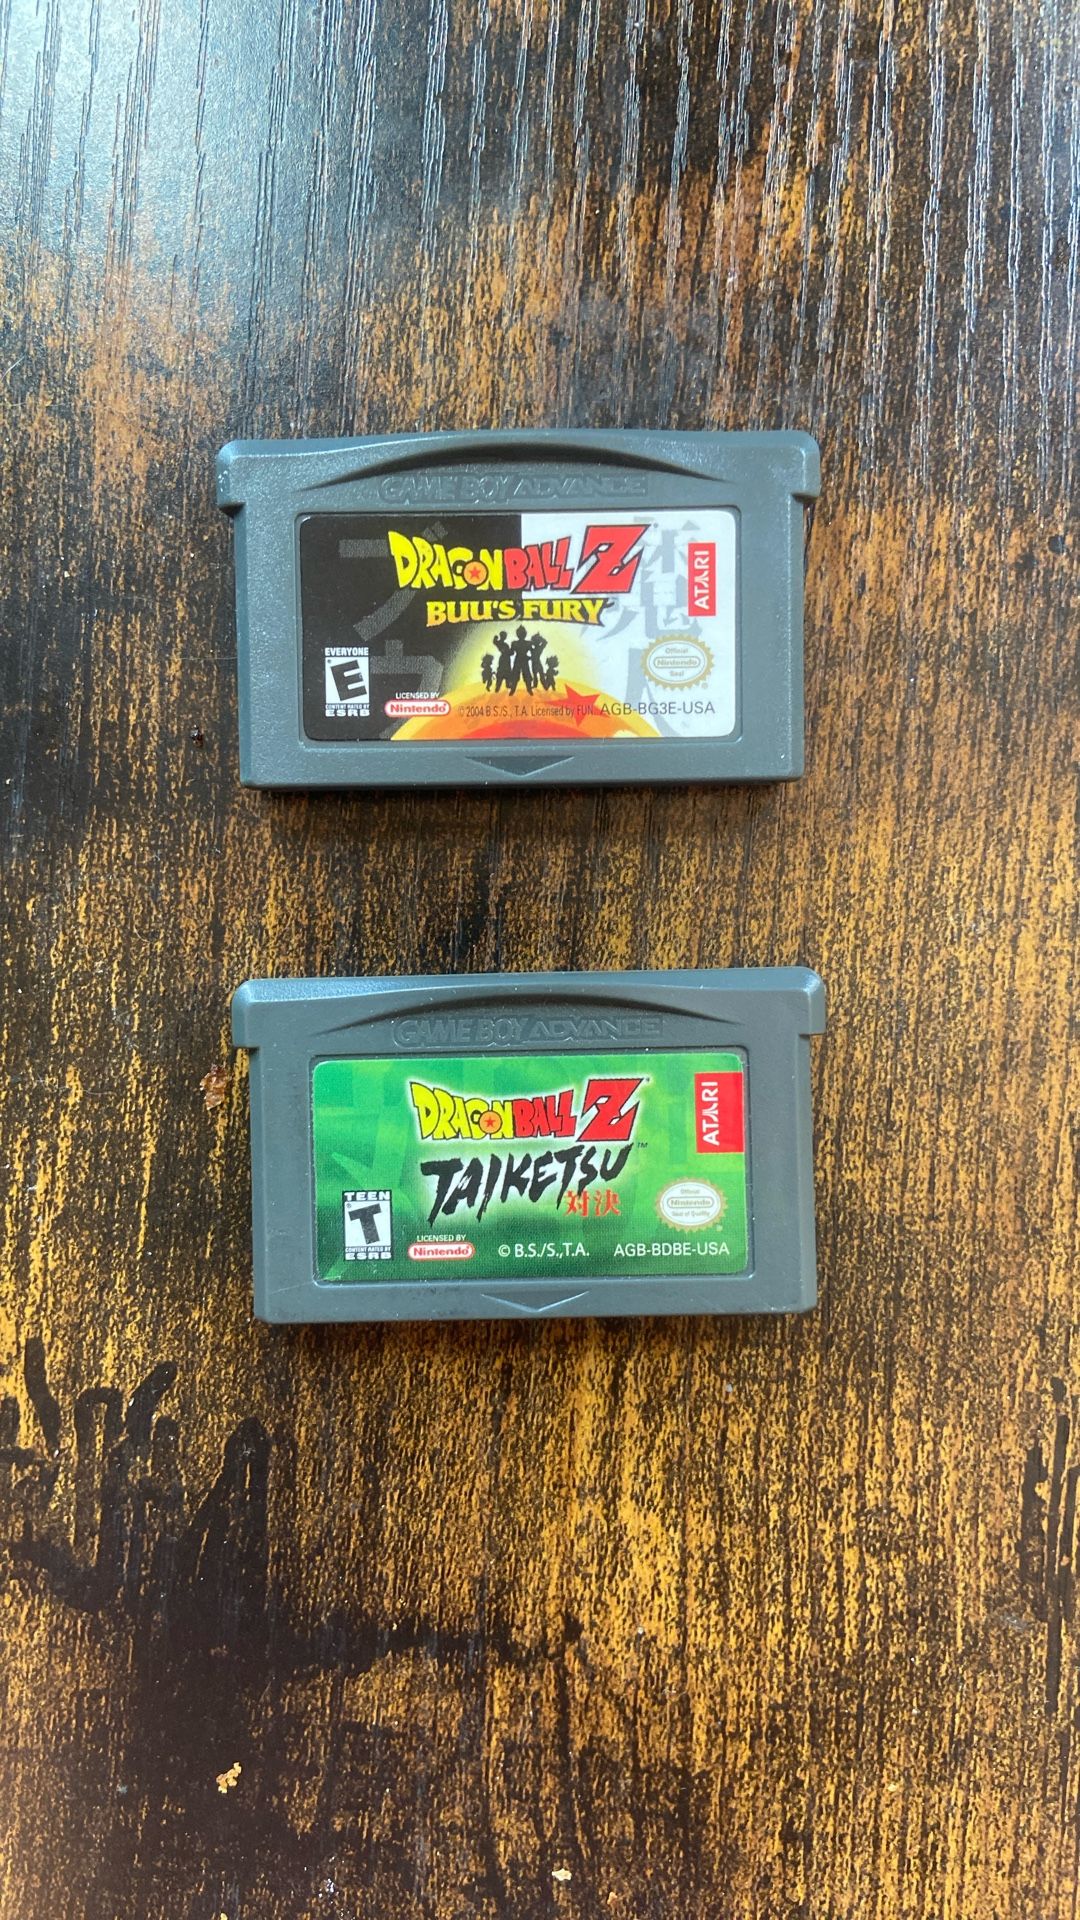 GAME BOY ADVANCE
DRAGON BALL Z
BUU'S FURY
ATARI
EVERYONE
E
CONTENT RATED BY
ESRB
LICENSED BY
Nintendo
Official
Nintendo
Seal
© 2004 B.S./S., T.A. Licensed by FUN. AGB-BG3E-USA
GAME BOY ADVANCE
DRAGON BALL Z
TAIKETSU™
対決
ATARI
TEEN
T
CONTENT RATED BY
ESRB
LICENSED BY
Nintendo
© B.S./S.,T.A.
Official
Nintendo
Seal of Quality
AGB-BDBE-USA